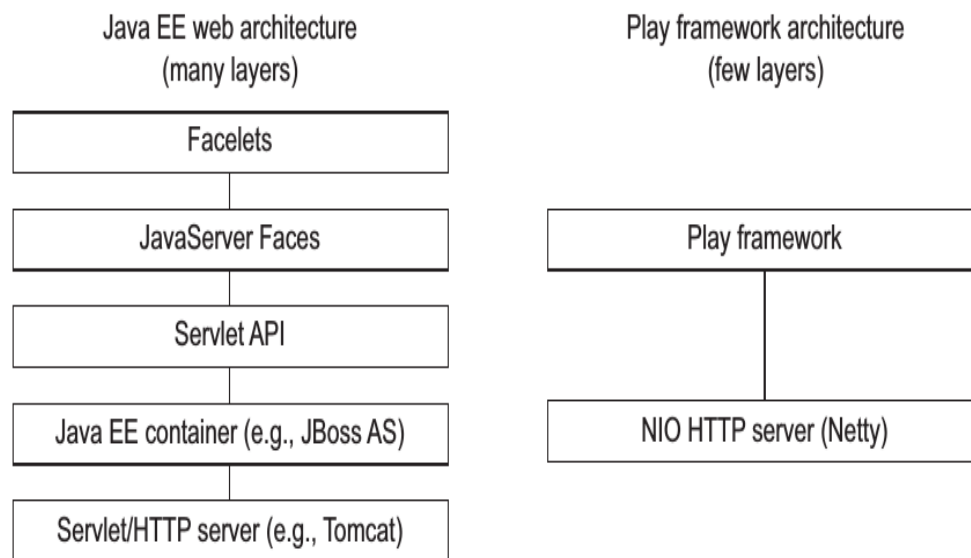 Java EE web architecture
(many layers)
Facelets
JavaServer Faces
Servlet API
Java EE container (e.g., JBoss AS)
Servlet/HTTP server (e.g., Tomcat)
Play framework architecture
(few layers)
Play framework
NIO HTTP server (Netty)